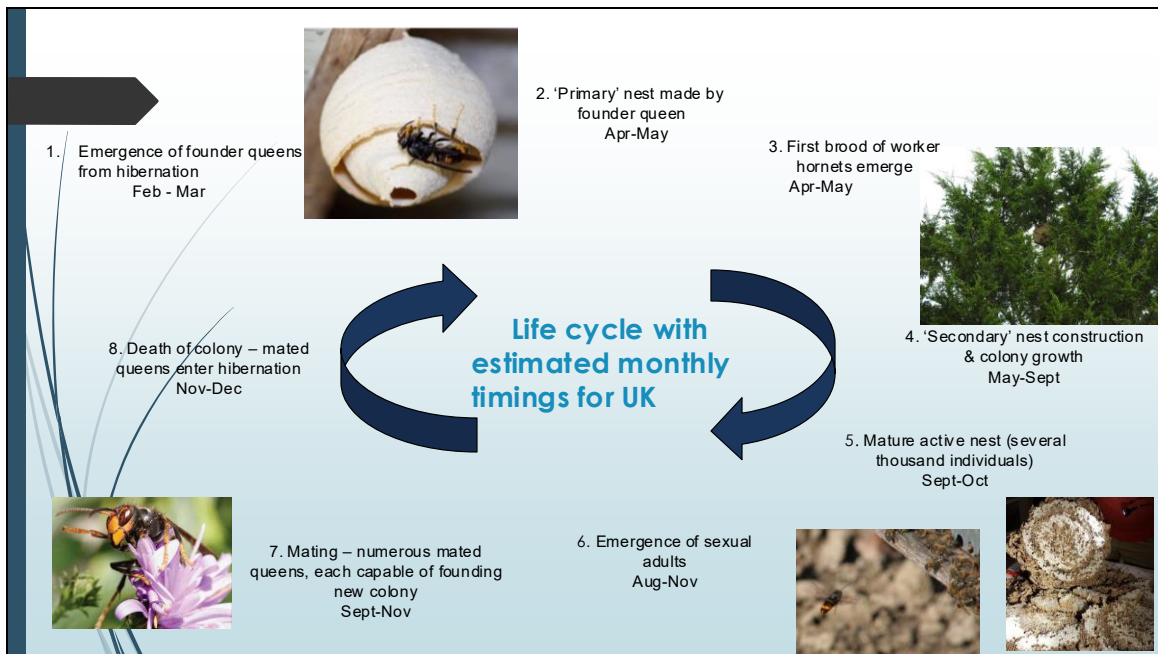 1. Emergence of founder queens
from hibernation
Feb - Mar
2. ‘Primary’ nest made by
founder queen
Apr-May
3. First brood of worker
hornets emerge
Apr-May
4. ‘Secondary’ nest construction
& colony growth
May-Sept
5. Mature active nest (several
thousand individuals)
Sept-Oct
6. Emergence of sexual
adults
Aug-Nov
7. Mating – numerous mated
queens, each capable of founding
new colony
Sept-Nov
8. Death of colony – mated
queens enter hibernation
Nov-Dec
Life cycle with
estimated monthly
timings for UK